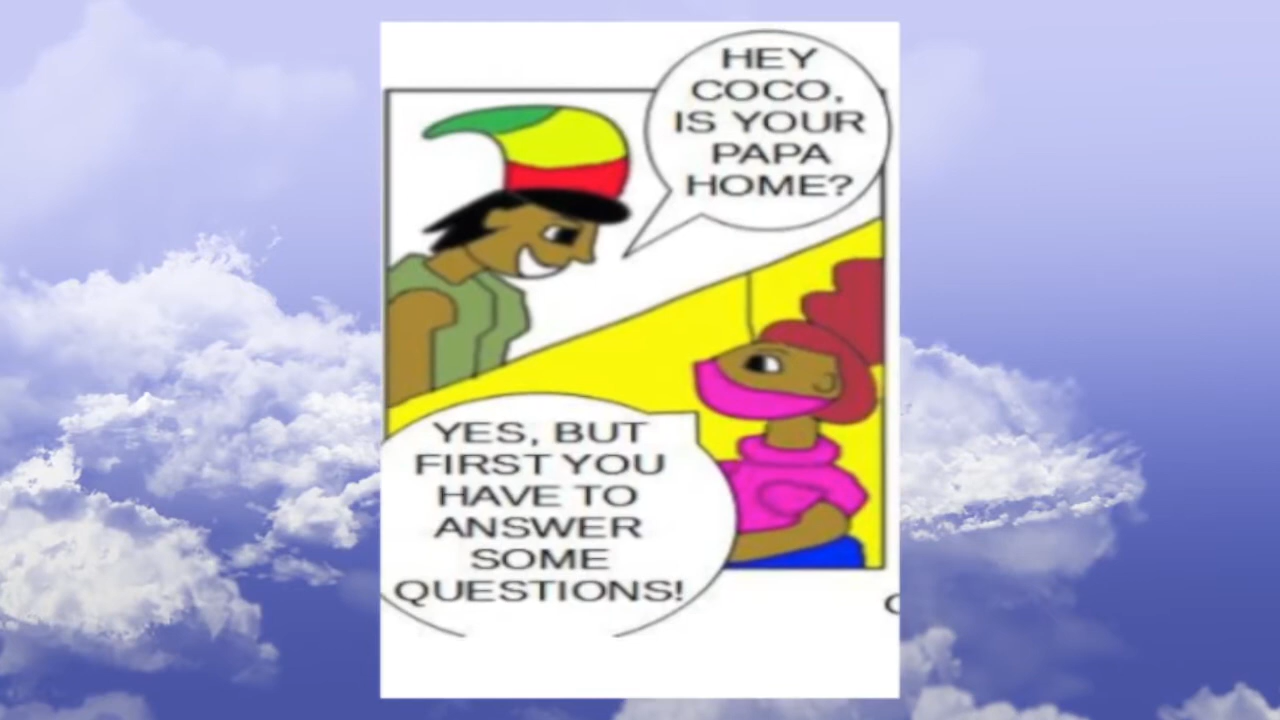 HEY
COCO,
IS YOUR
PAPA
HOME?
YES, BUT
FIRST YOU
HAVE TO
ANSWER
SOME
QUESTIONS!